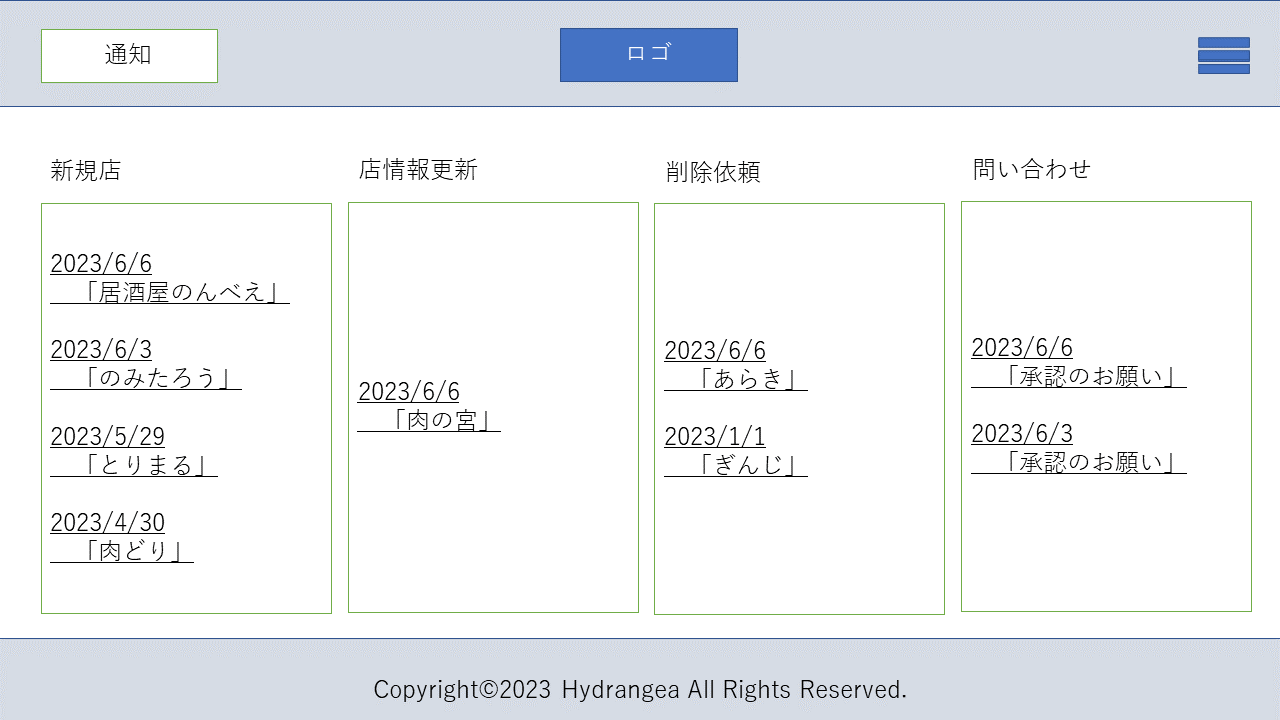 通知
ロゴ
新規店
2023/6/6
「居酒屋のんべえ」
2023/6/3
「のみたろう」
2023/5/29
「とりまる」
2023/4/30
「肉どり」
店情報更新
2023/6/6
「肉の宮」
削除依頼
2023/6/6
「あらき」
2023/1/1
「ぎんじ」
問い合わせ
2023/6/6
「承認のお願い」
2023/6/3
「承認のお願い」
Copyright©2023 Hydrangea All Rights Reserved.